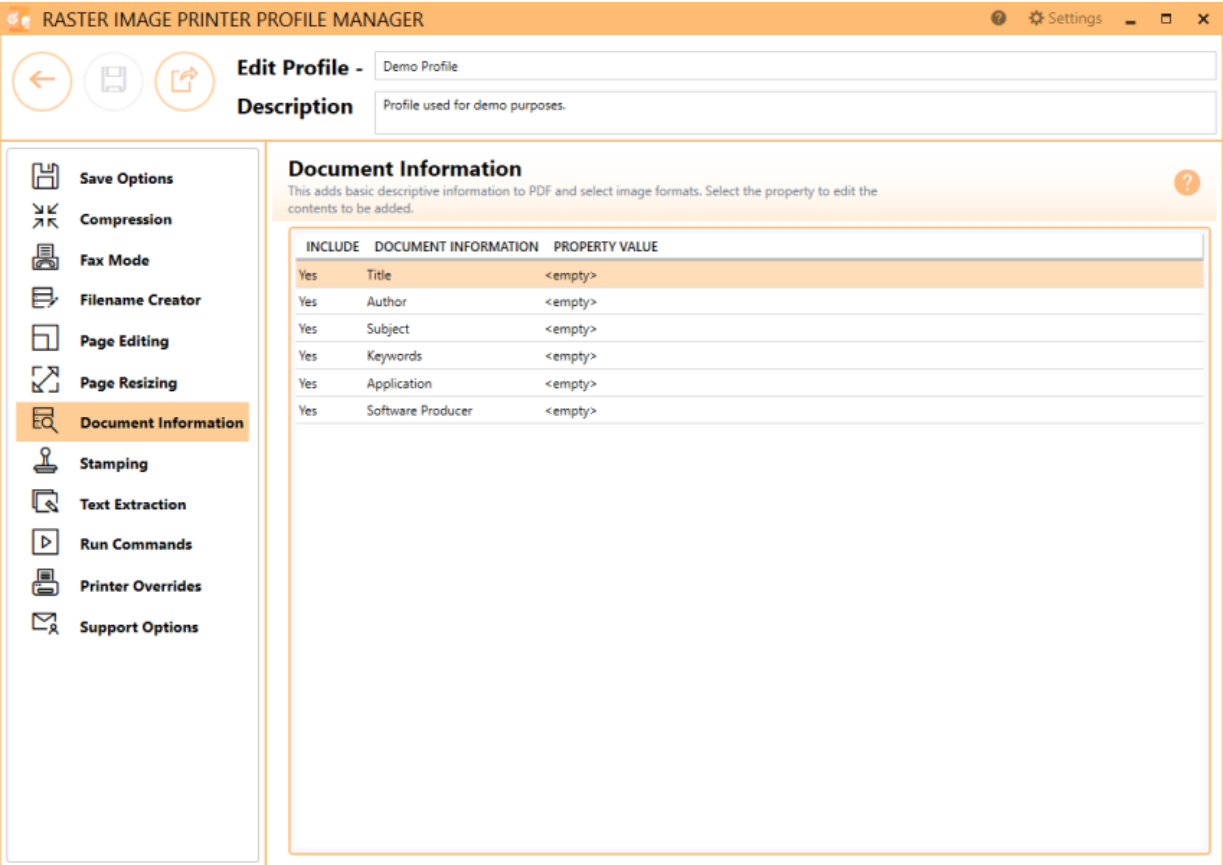 RASTER IMAGE PRINTER PROFILE MANAGER
? Settings
Edit Profile - Demo Profile
Description Profile used for demo purposes.
Save Options
Compression
Fax Mode
Filename Creator
Page Editing
Page Resizing
Document Information
Stamping
Text Extraction
Run Commands
Printer Overrides
Support Options
Document Information
This adds basic descriptive information to PDF and select image formats. Select the property to edit the
contents to be added.
?
INCLUDE DOCUMENT INFORMATION PROPERTY VALUE
Yes Title <empty>
Yes Author <empty>
Yes Subject <empty>
Yes Keywords <empty>
Yes Application <empty>
Yes Software Producer <empty>